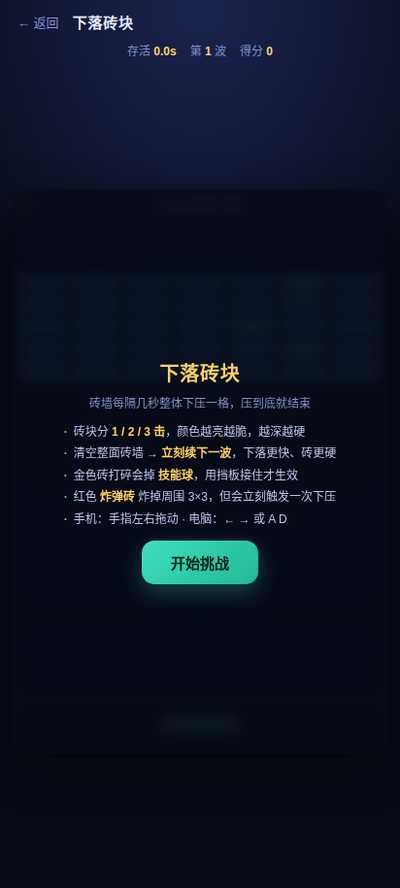 ← 返回 下落砖块
存活 0.0s 第 1 波 得分 0
下落砖块
砖墙每隔几秒整体下压一格，压到底就结束
· 砖块分 1 / 2 / 3 击，颜色越亮越脆，越深越硬
· 清空整面砖墙 → 立刻续下一波，下落更快、砖更硬
· 金色砖打碎会掉 技能球，用挡板接住才生效
· 红色 炸弹砖 炸掉周围 3×3，但会立刻触发一次下压
· 手机：手指左右拖动 · 电脑：← → 或 A D
开始挑战